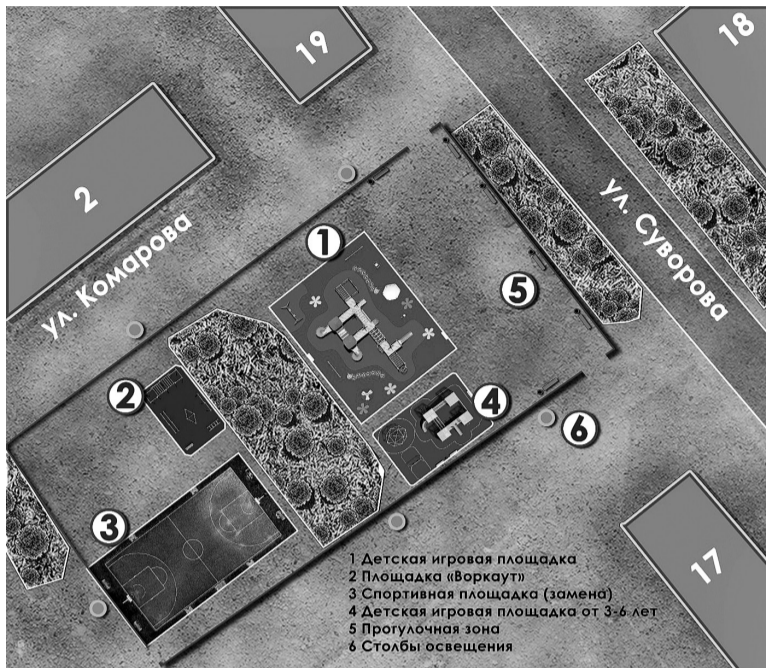 19
18
2
ул. Комарова
ул. Суворова
1
5
2
4
6
3
17
1 Детская игровая площадка
2 Площадка «Воркаут»
3 Спортивная площадка (замена)
4 Детская игровая площадка от 3-6 лет
5 Прогулочная зона
6 Столбы освещения